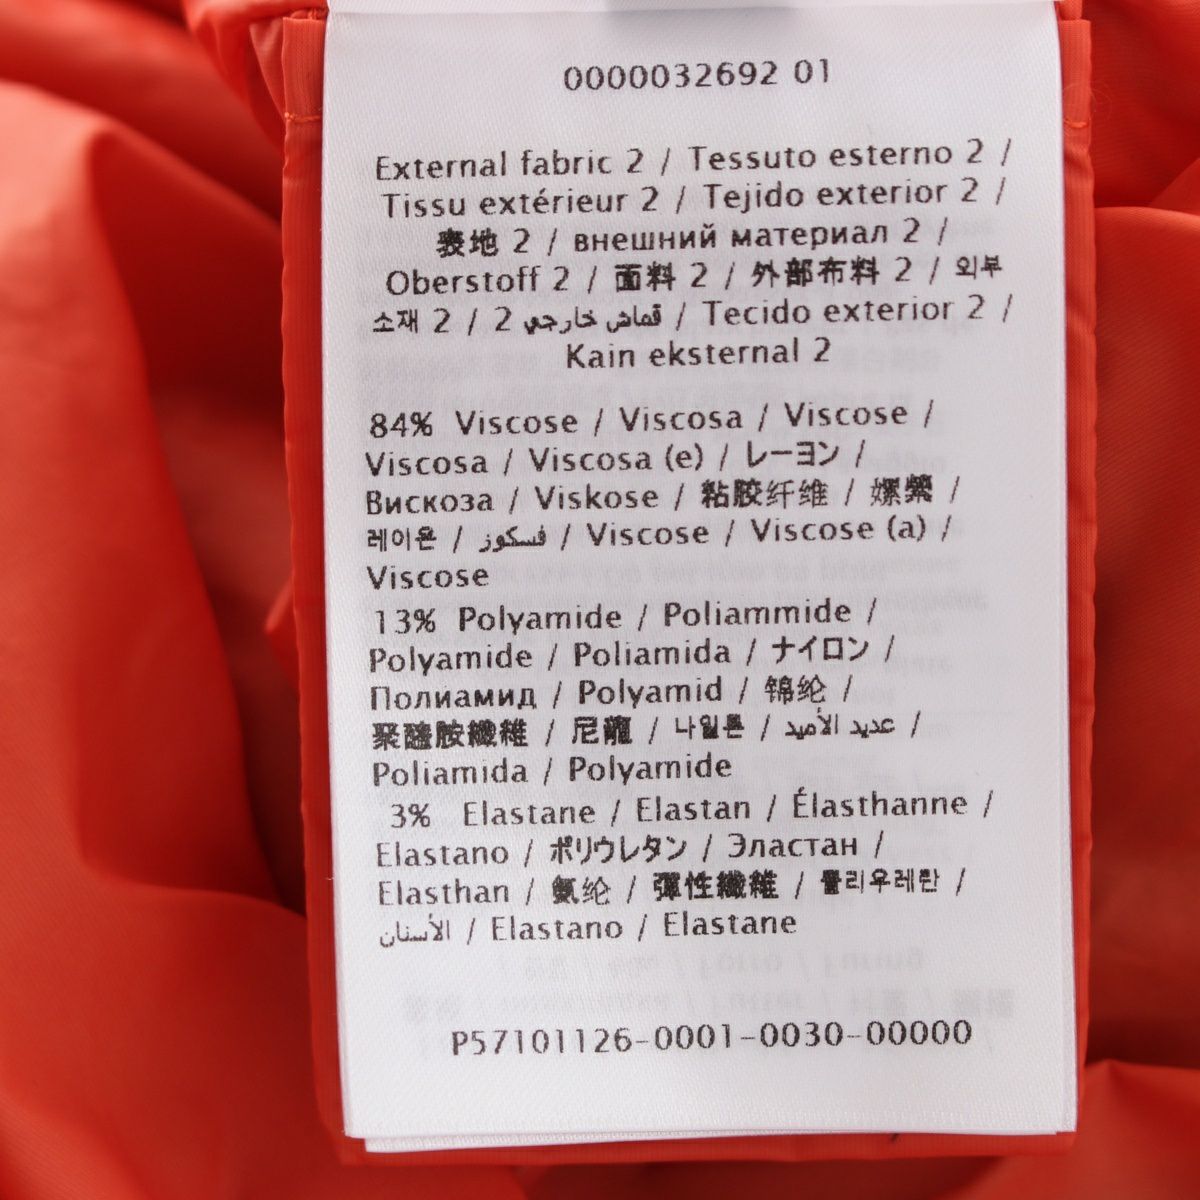 0000032692 01
External fabric 2 / Tessuto esterno 2 /
Tissu extérieur 2 / Tejido exterior 2 /
表地 2 / внешний материал 2 /
Oberstoff 2 / 面料 2 / 外部布料 2 / 외부
소재 2 / قماش خارجي 2 / Tecido exterior 2 /
Kain eksternal 2
84% Viscose / Viscosa / Viscose /
Viscosa / Viscosa (e) / レーヨン /
Вискоза / Viskose / 粘胶纤维 / 嫘縈 /
레이온 / فسكوز / Viscose / Viscose (a) /
Viscose
13% Polyamide / Poliammide /
Polyamide / Poliamida / ナイロン /
Полиамид / Polyamid / 锦纶 /
聚醯胺纖維 / 尼龍 / 나일론 / عديد الأميد /
Poliamida / Polyamide
3% Elastane / Elastan / Élasthanne /
Elastano / ポリウレタン / Эластан /
Elasthan / 氨纶 / 彈性纖維 / 폴리우레탄 /
الأستان / Elastano / Elastane
P57101126-0001-0030-00000